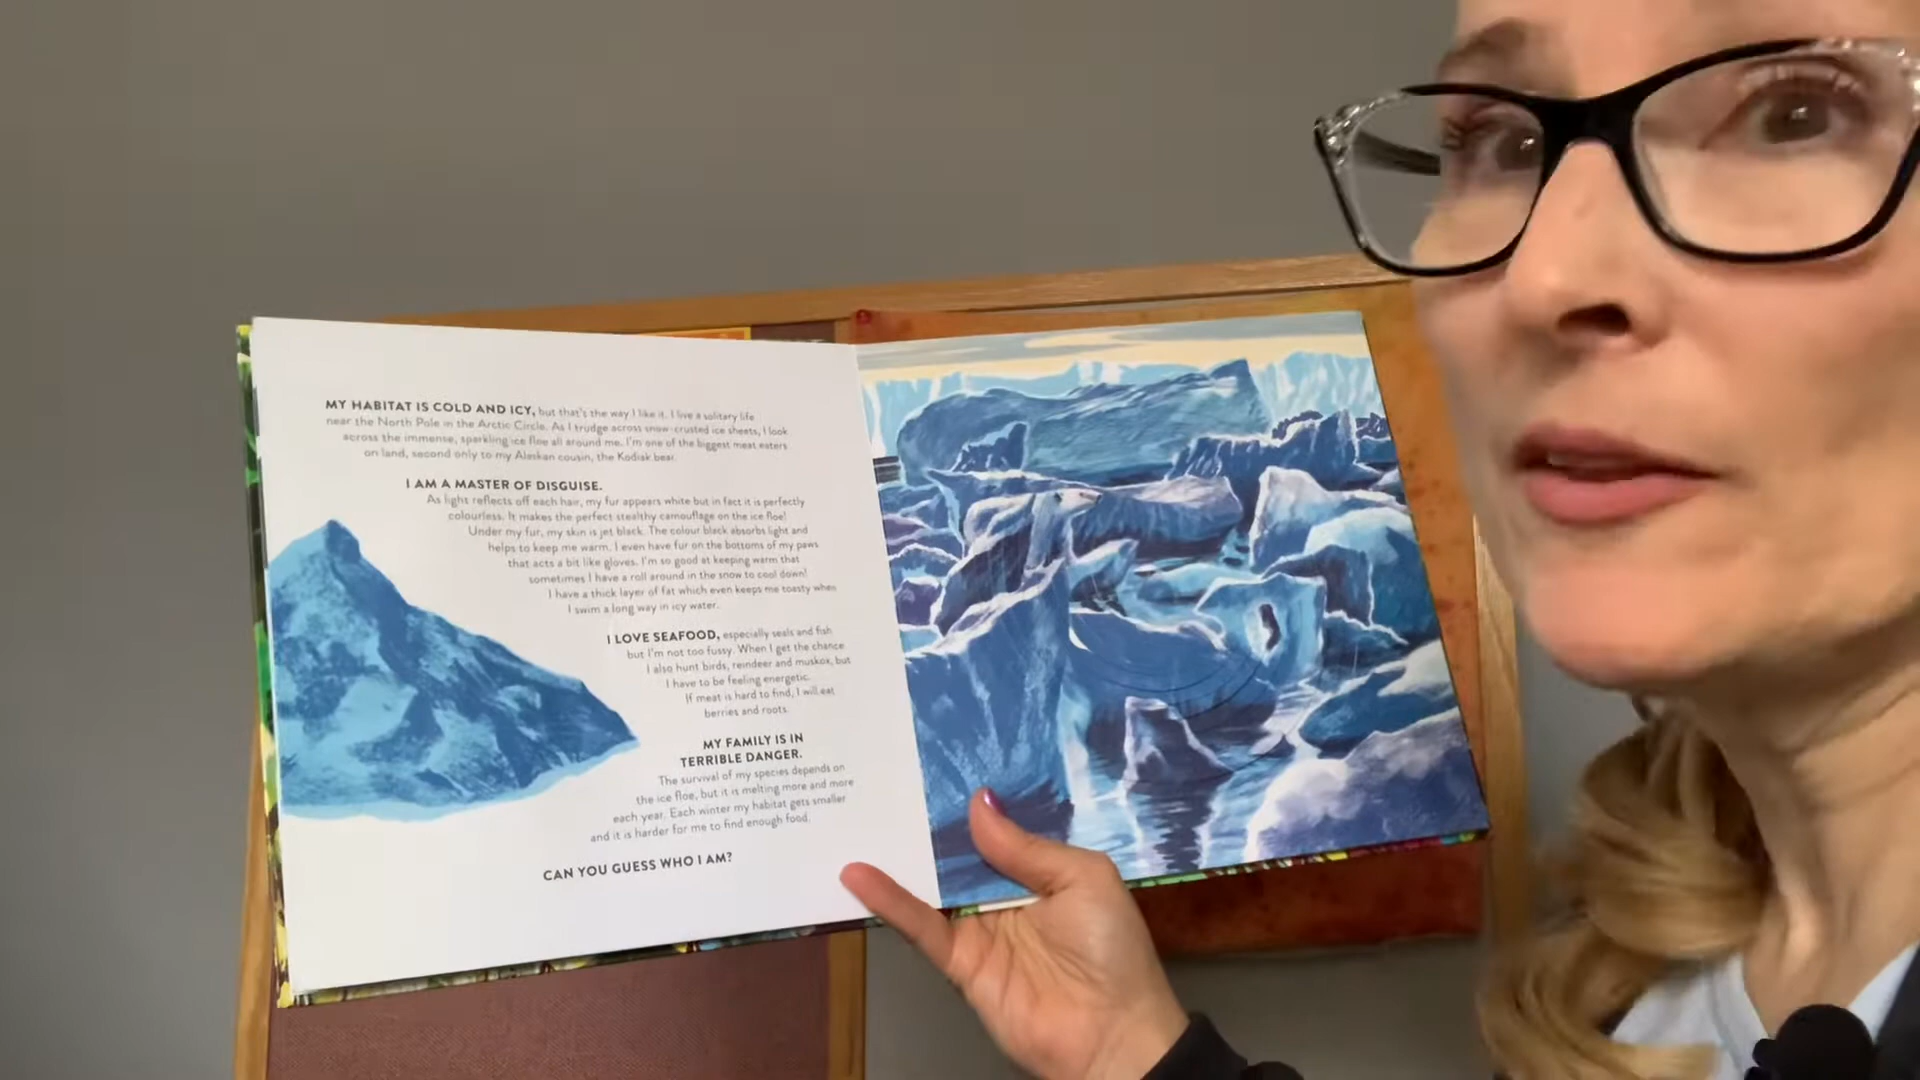 MY HABITAT IS COLD AND ICY, but that's the way I like it. I live a solitary life
near the North Pole in the Arctic Circle. As I trudge across snow-crusted ice sheets, I look
across the immense, sparkling ice floe all around me. I'm one of the biggest meat eaters
on land, second only to my Alaskan cousin, the Kodiak bear.
I AM A MASTER OF DISGUISE.
As light reflects off each hair, my fur appears white but in fact it is perfectly
colourless. It makes the perfect stealthy camouflage on the ice floe!
Under my fur, my skin is jet black. The colour black absorbs light and
helps to keep me warm. I even have fur on the bottoms of my paws
that acts a bit like gloves. I'm so good at keeping warm that
sometimes I have a roll around in the snow to cool down!
I have a thick layer of fat which even keeps me toasty when
I swim a long way in icy water.
I LOVE SEAFOOD, especially seals and fish
but I'm not too fussy. When I get the chance
I also hunt birds, reindeer and muskox, but
I have to be feeling energetic.
If meat is hard to find, I will eat
berries and roots.
MY FAMILY IS IN
TERRIBLE DANGER.
The survival of my species depends on
the ice floe, but it is melting more and more
each year. Each winter my habitat gets smaller
and it is harder for me to find enough food.
CAN YOU GUESS WHO I AM?